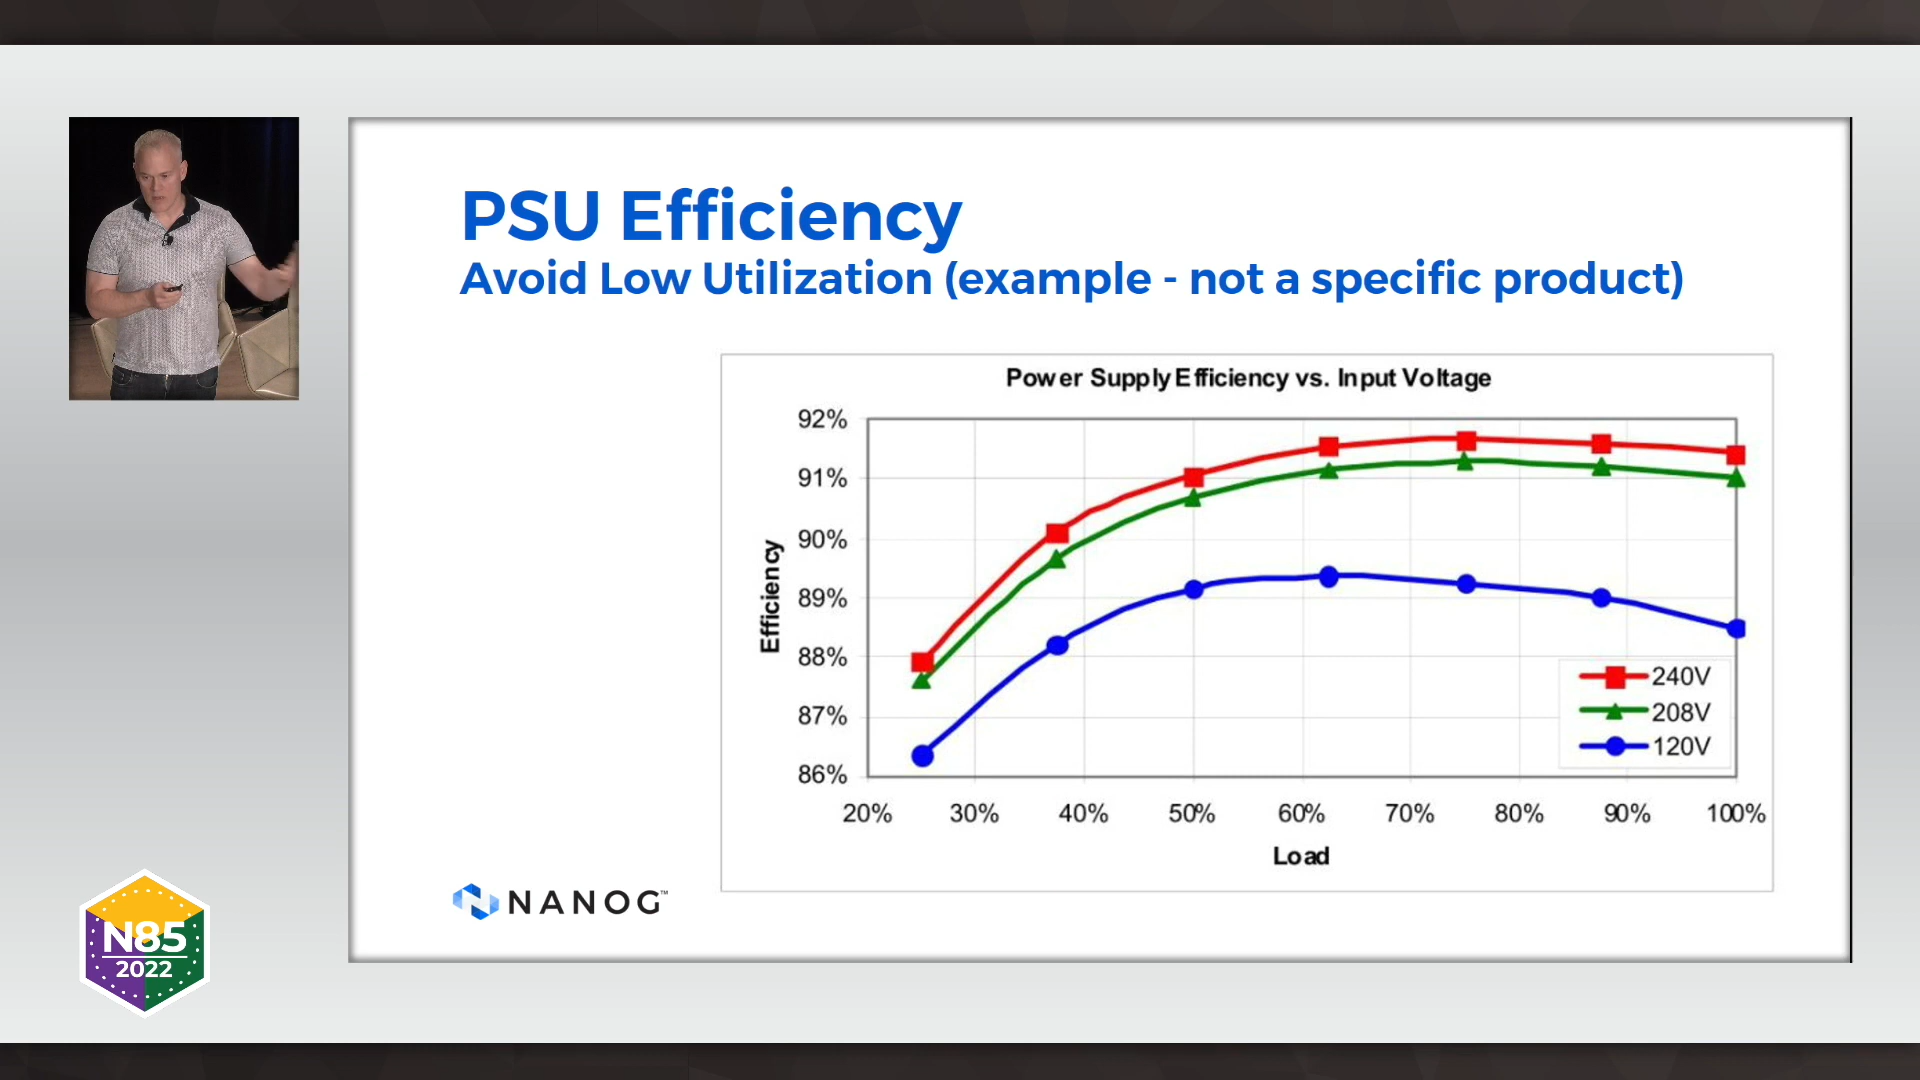 PSU Efficiency
Avoid Low Utilization (example - not a specific product)
Power Supply Efficiency vs. Input Voltage
92%
91%
90%
89%
88%
87%
86%
Efficiency
240V
208V
120V
20% 30% 40% 50% 60% 70% 80% 90% 100%
Load
NANOG™
N85
2022